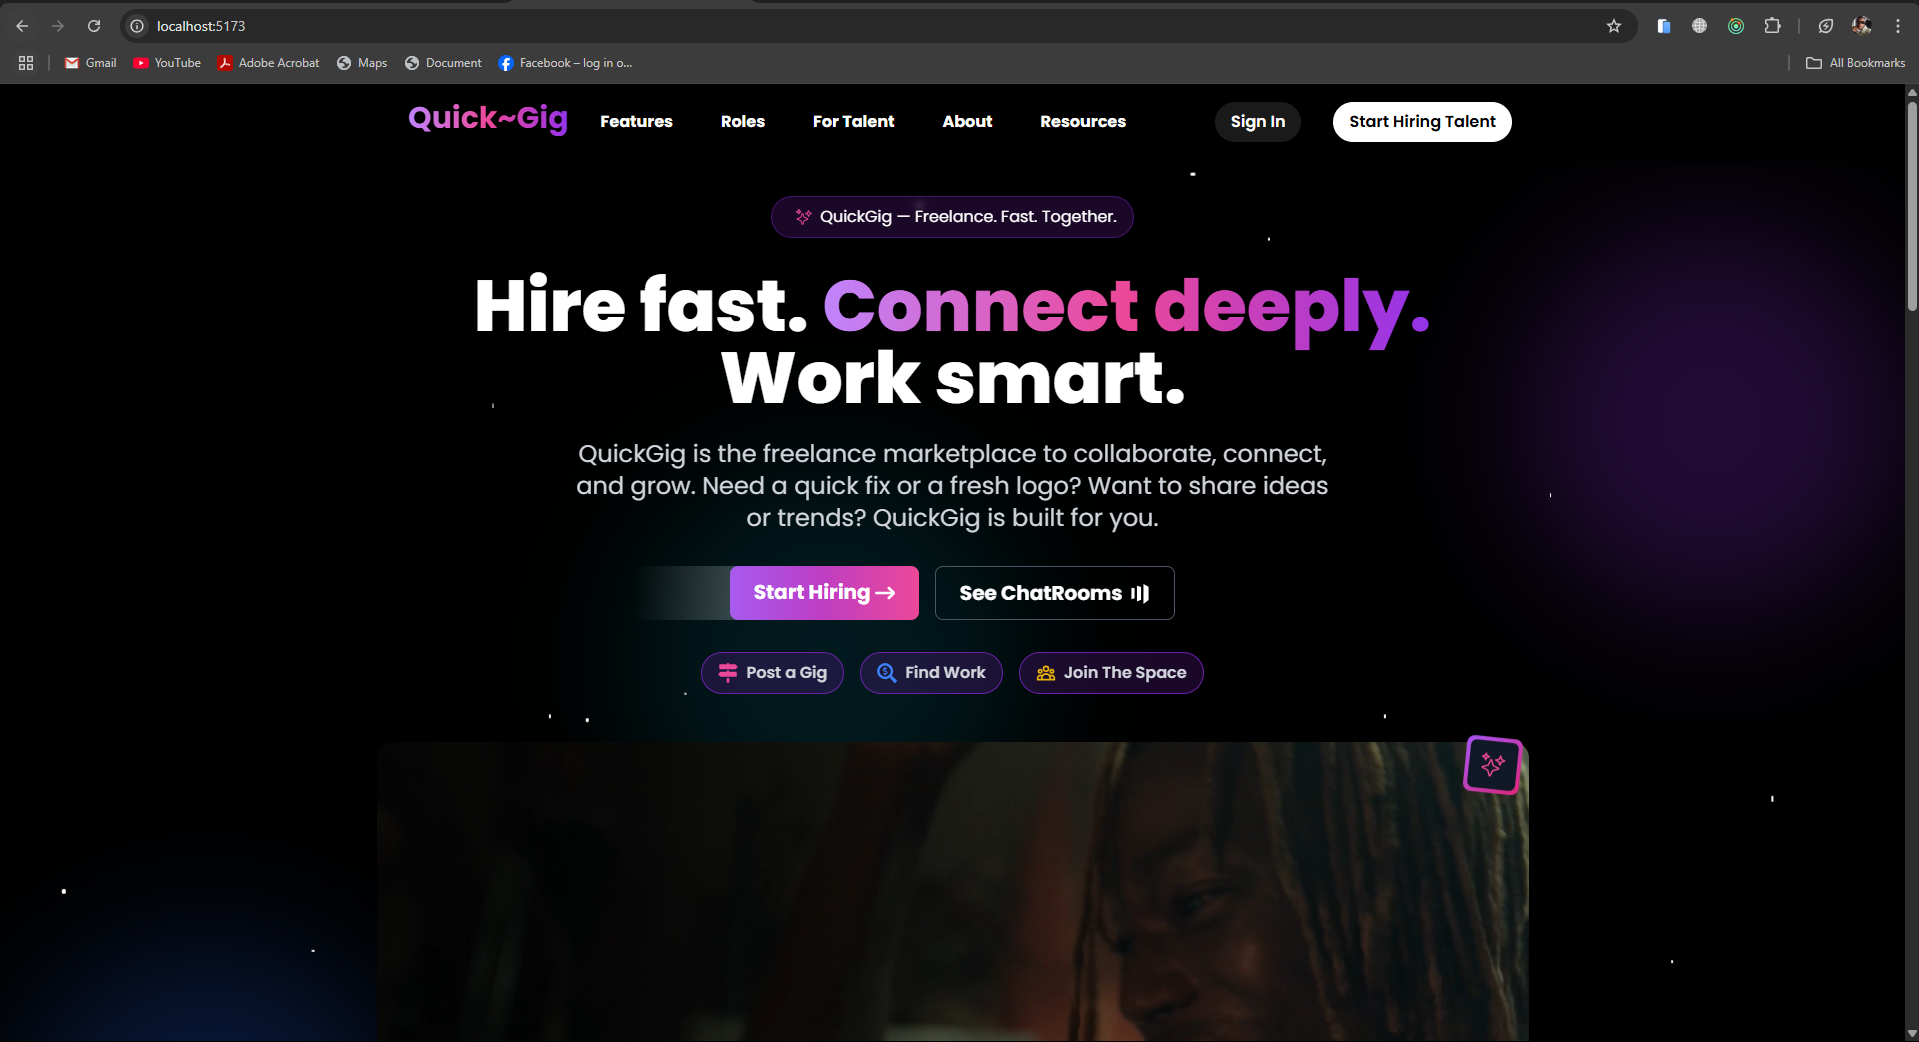 localhost:5173
Gmail
YouTube
Adobe Acrobat
Maps
Document
Facebook – log in o...
All Bookmarks
Quick~Gig
Features
Roles
For Talent
About
Resources
Sign In
Start Hiring Talent
QuickGig — Freelance. Fast. Together.
Hire fast. Connect deeply.
Work smart.
QuickGig is the freelance marketplace to collaborate, connect,
and grow. Need a quick fix or a fresh logo? Want to share ideas
or trends? QuickGig is built for you.
Start Hiring →
See ChatRooms
Post a Gig
Find Work
Join The Space